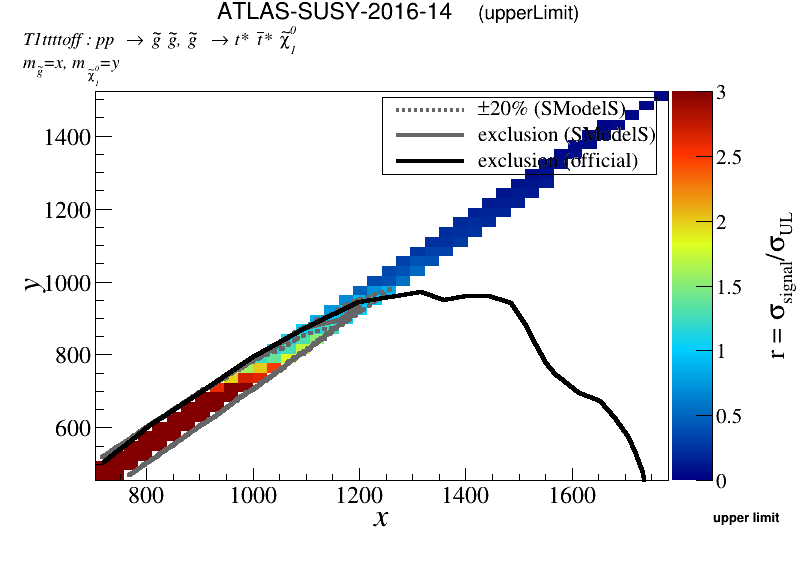 ATLAS-SUSY-2016-14 (upperLimit)
T1ttttoff : pp → g̃ g̃, g̃ → t* t̄* χ̃⁰₁
m_g̃=x, m_χ̃⁰₁=y
±20% (SModelS)
exclusion (SModelS)
exclusion (official)
1400
1200
1000
800
600
y
800 1000 1200 1400 1600
x
3
2.5
2
1.5
1
0.5
0
r = σ_signal/σ_UL
upper limit